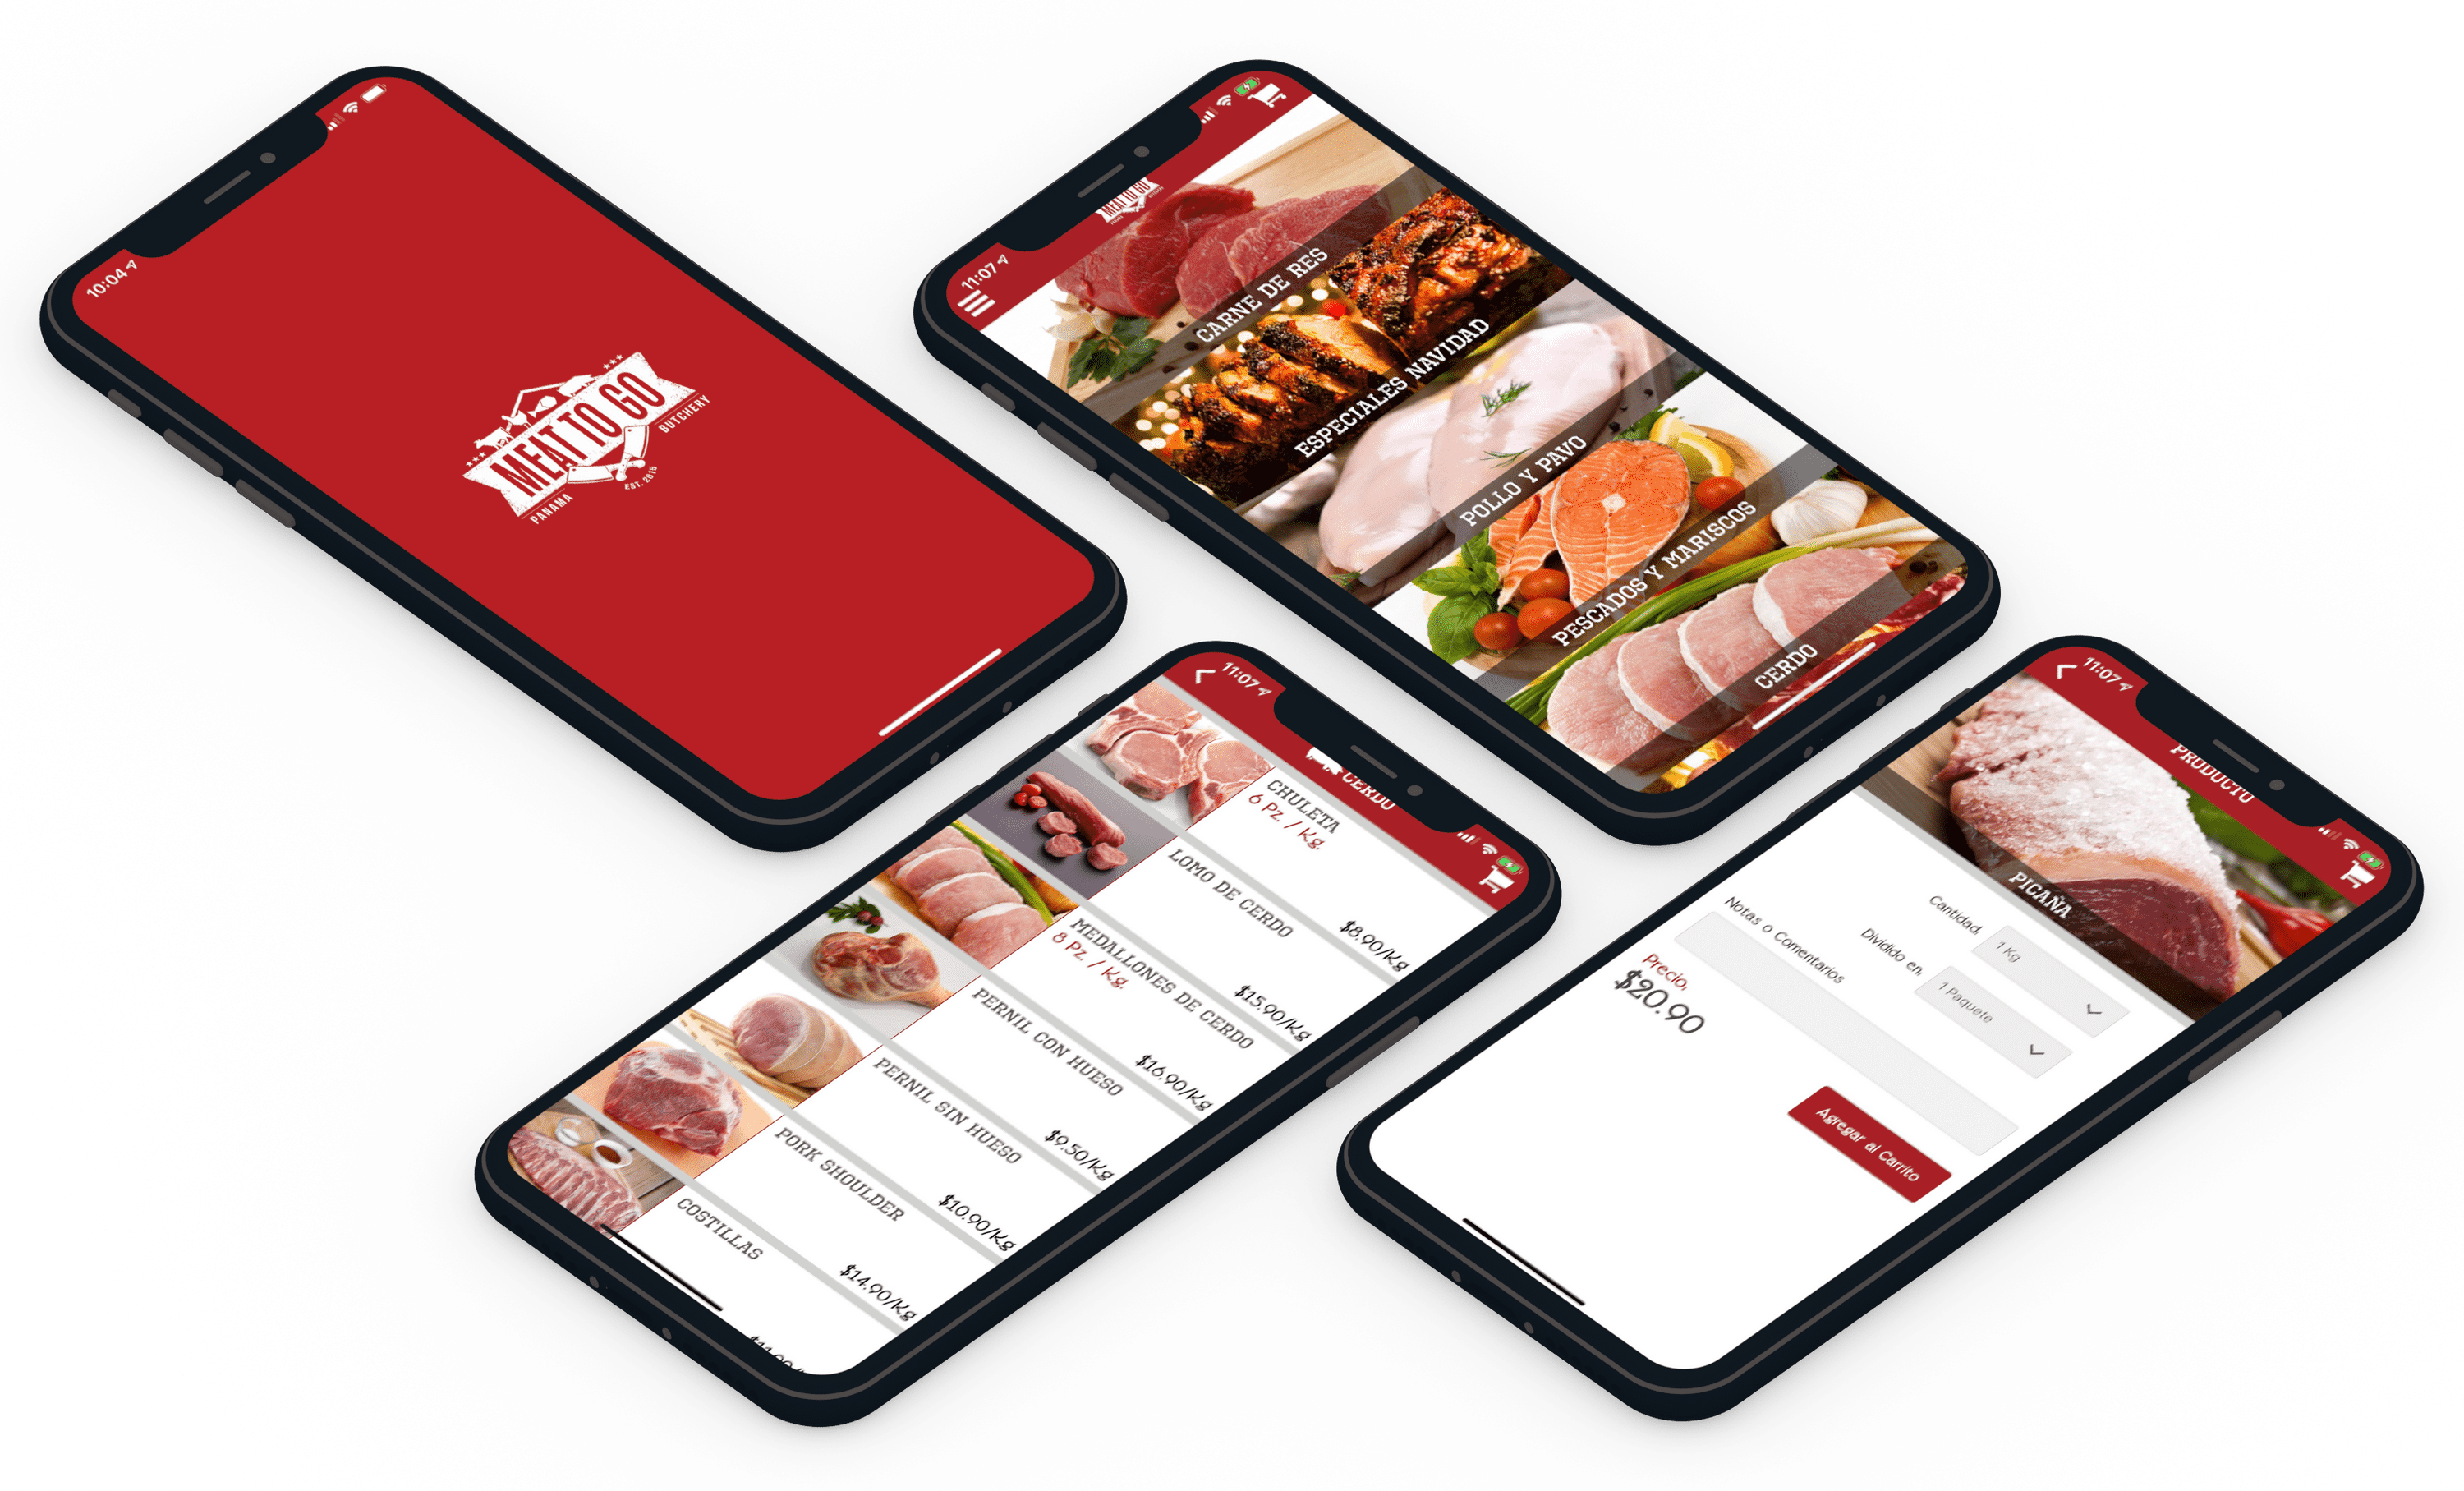 10:04
MEAT TO GO
PANAMA
EST. 2015
BUTCHERY
11:07
MEAT TO GO
CARNE DE RES
ESPECIALES NAVIDAD
POLLO Y PAVO
PESCADOS Y MARISCOS
CERDO
11:07
CERDO
CHULETA
6 Pz. / Kg.
$8.90/Kg
LOMO DE CERDO
$15.90/Kg
MEDALLONES DE CERDO
8 Pz. / Kg.
$16.90/Kg
PERNIL CON HUESO
$9.50/Kg
PERNIL SIN HUESO
$10.90/Kg
PORK SHOULDER
$14.90/Kg
COSTILLAS
11:07
PRODUCTO
PICAÑA
Cantidad,
1 Kg
Dividido en,
1 Paquete
Notas o Comentarios
Precio,
$20.90
Agregar al Carrito